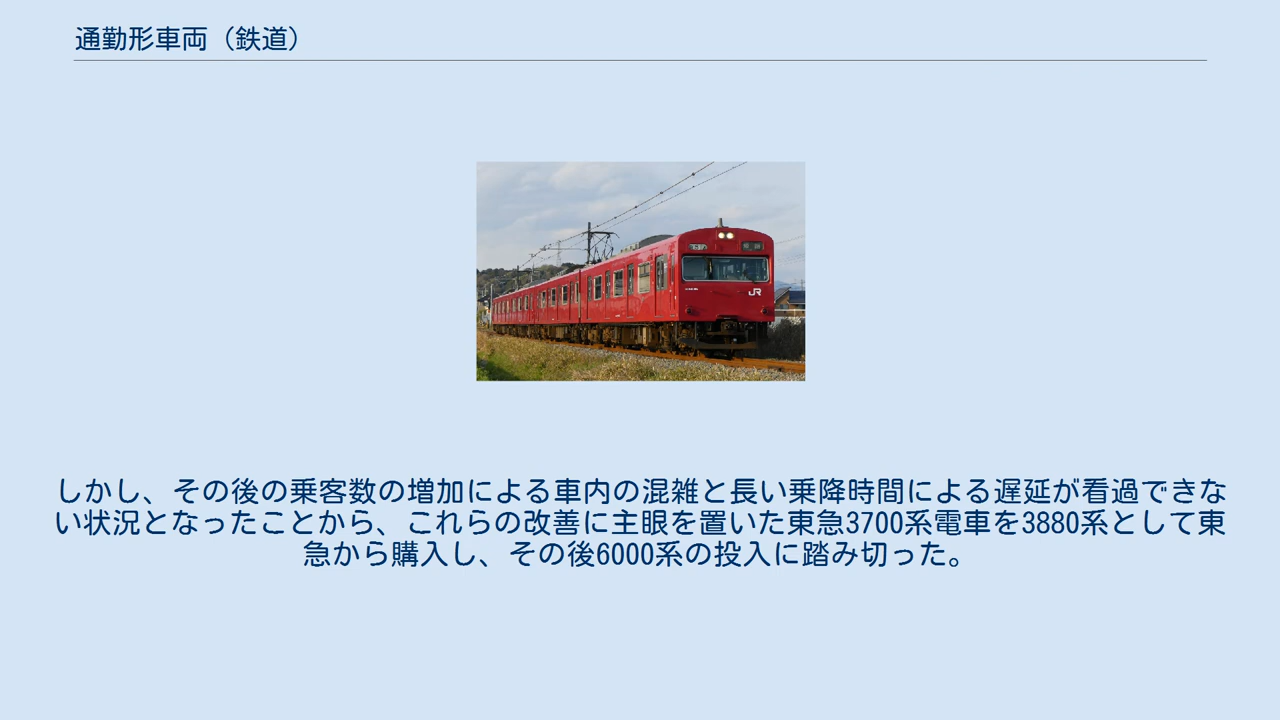 通勤形車両（鉄道）
JR
しかし、その後の乗客数の増加による車内の混雑と長い乗降時間による遅延が看過できな
い状況となったことから、これらの改善に主眼を置いた東急3700系電車を3880系として東
急から購入し、その後6000系の投入に踏み切った。